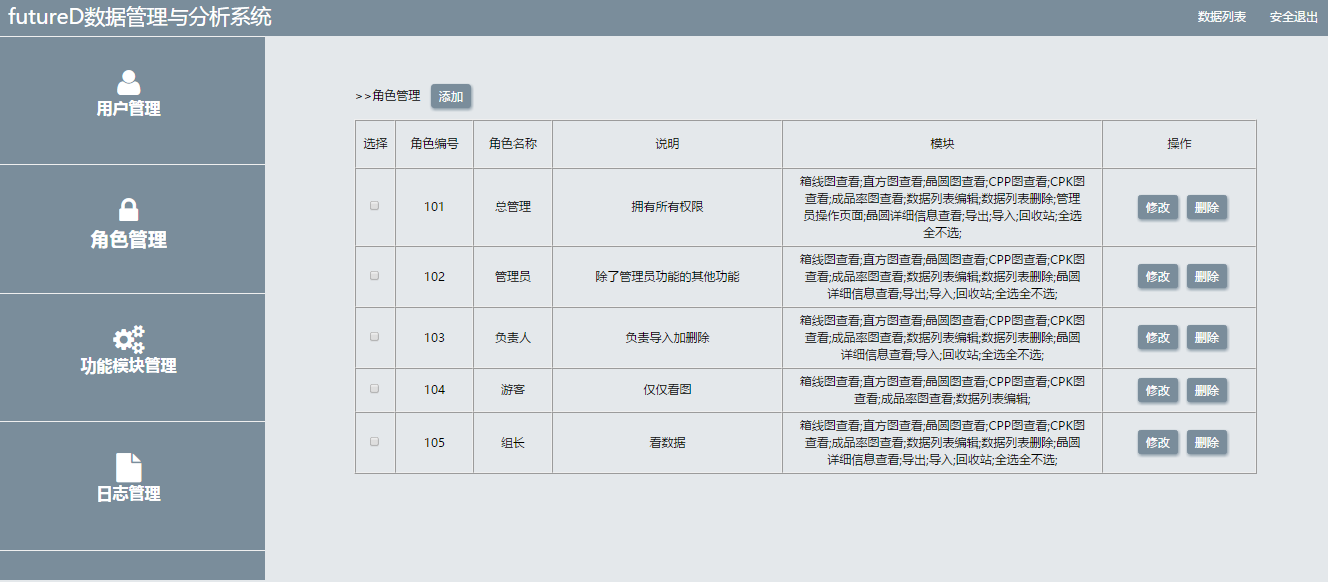 futureD数据管理与分析系统
数据列表 安全退出
用户管理
角色管理
功能模块管理
日志管理
>>角色管理 添加
选择 角色编号 角色名称 说明 模块 操作
101 总管理 拥有所有权限
箱线图查看;直方图查看;晶圆图查看;CPP图查看;CPK图
查看;成品率图查看;数据列表编辑;数据列表删除;管理
员操作页面;晶圆详细信息查看;导出;导入;回收站;全选
全不选;
修改 删除
102 管理员 除了管理员功能的其他功能
箱线图查看;直方图查看;晶圆图查看;CPP图查看;CPK图
查看;成品率图查看;数据列表编辑;数据列表删除;晶圆
详细信息查看;导出;导入;回收站;全选全不选;
修改 删除
103 负责人 负责导入加删除
箱线图查看;直方图查看;晶圆图查看;CPP图查看;CPK图
查看;成品率图查看;数据列表编辑;数据列表删除;晶圆
详细信息查看;导入;回收站;全选全不选;
修改 删除
104 游客 仅仅看图
箱线图查看;直方图查看;晶圆图查看;CPP图查看;CPK图
查看;成品率图查看;数据列表编辑;
修改 删除
105 组长 看数据
箱线图查看;直方图查看;晶圆图查看;CPP图查看;CPK图
查看;成品率图查看;数据列表编辑;数据列表删除;晶圆
详细信息查看;导出;导入;回收站;全选全不选;
修改 删除